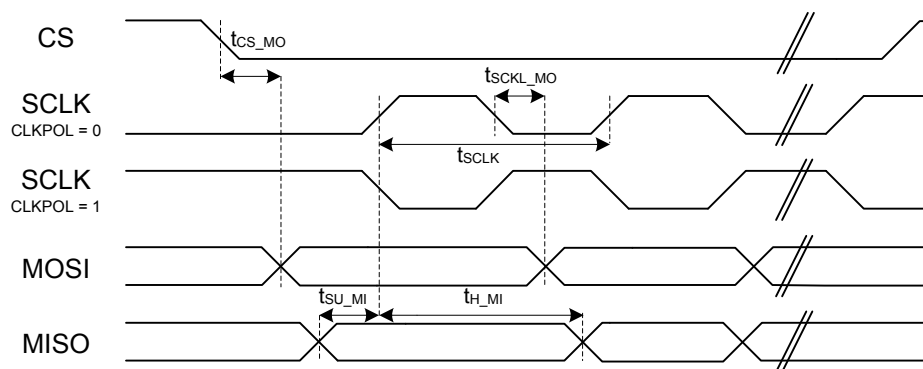 CS
tCS_MO
SCLK
CLKPOL = 0
tSCKL_MO
tSCLK
SCLK
CLKPOL = 1
MOSI
tSU_MI
tH_MI
MISO